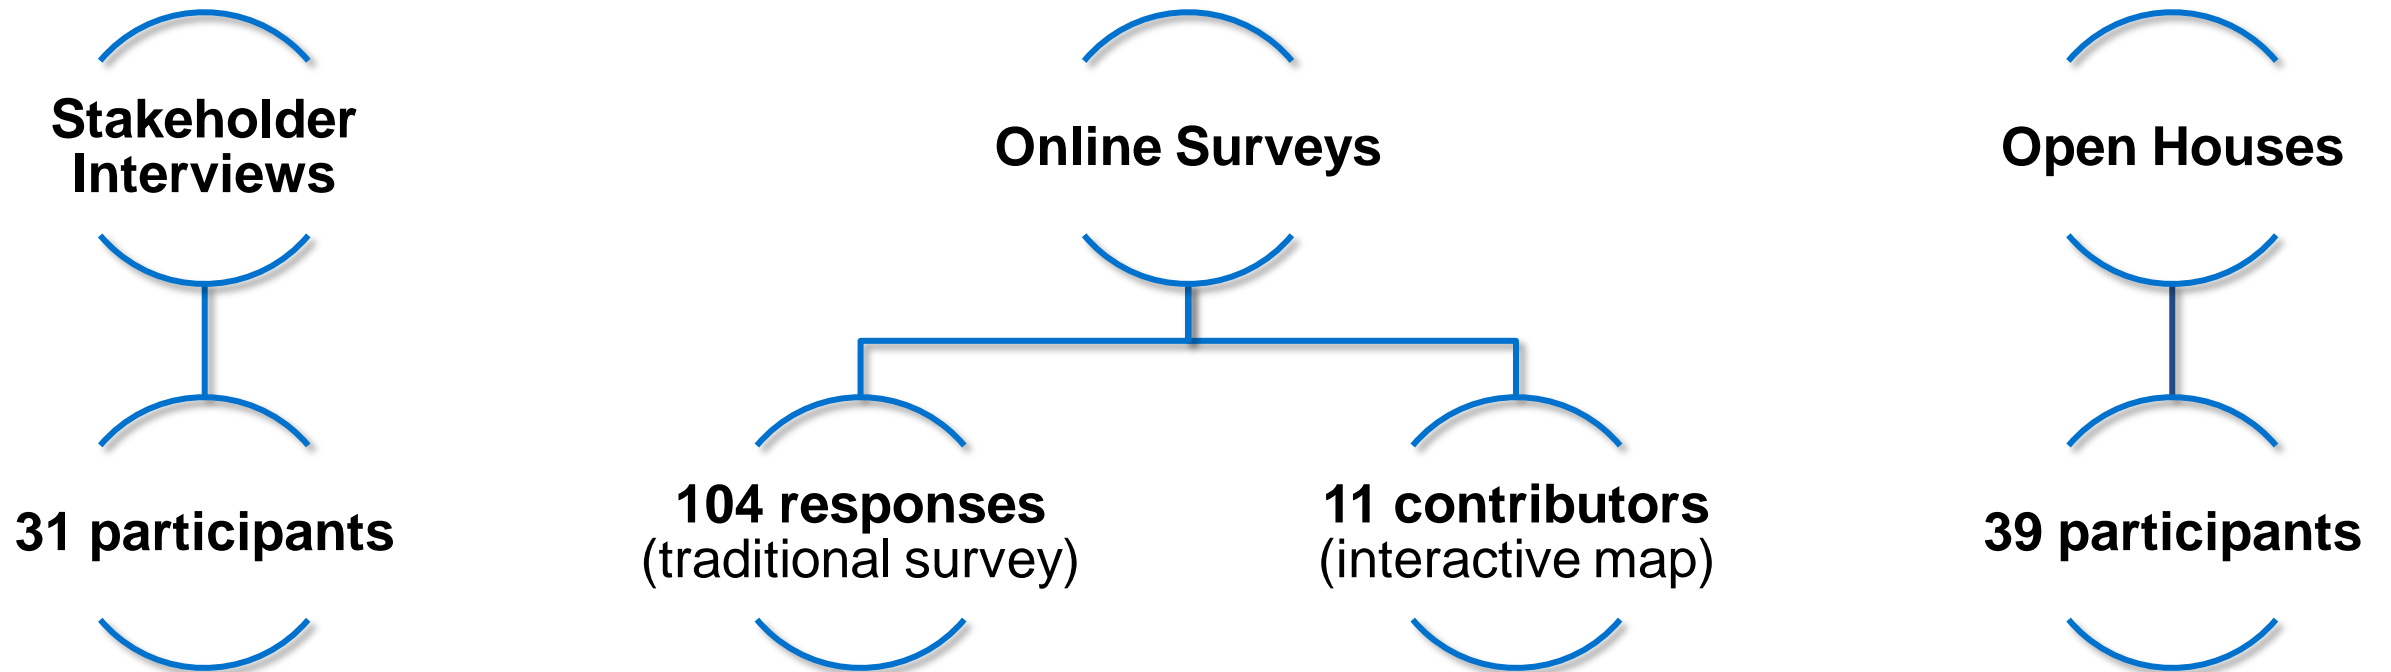 Stakeholder
Interviews
Online Surveys
Open Houses
31 participants
104 responses
(traditional survey)
11 contributors
(interactive map)
39 participants